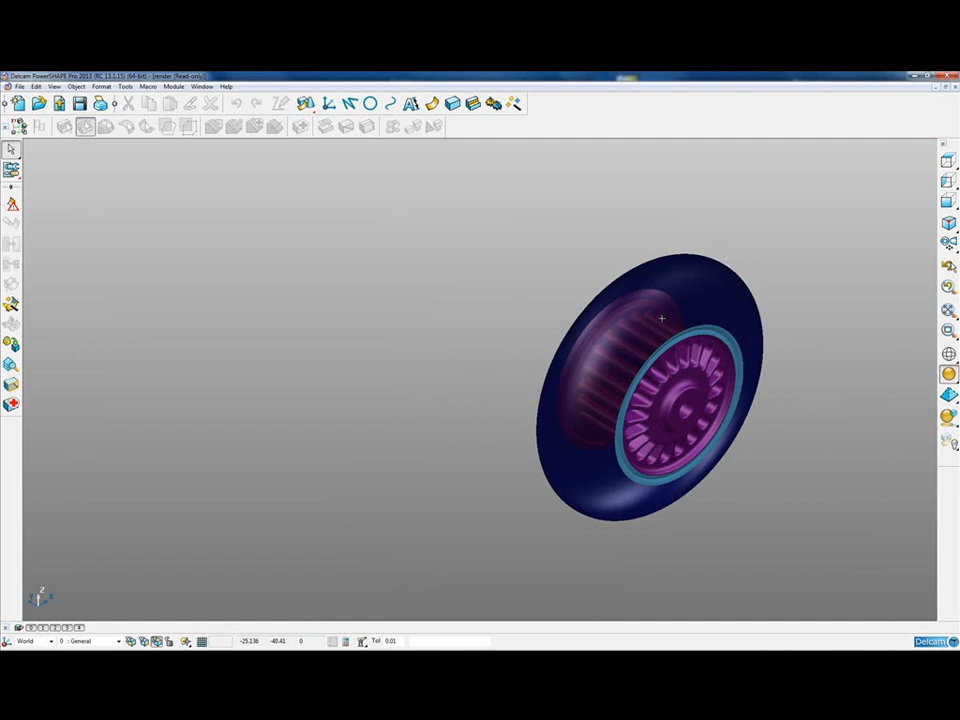 Delcam PowerSHAPE Pro 2013 (RC 13.1.15) (64-bit) - [render (Read-only)]
File Edit View Object Format Tools Macro Module Window Help
Z
World 0 : General -25.136 -40.41 0 Tol 0.01 Delcam